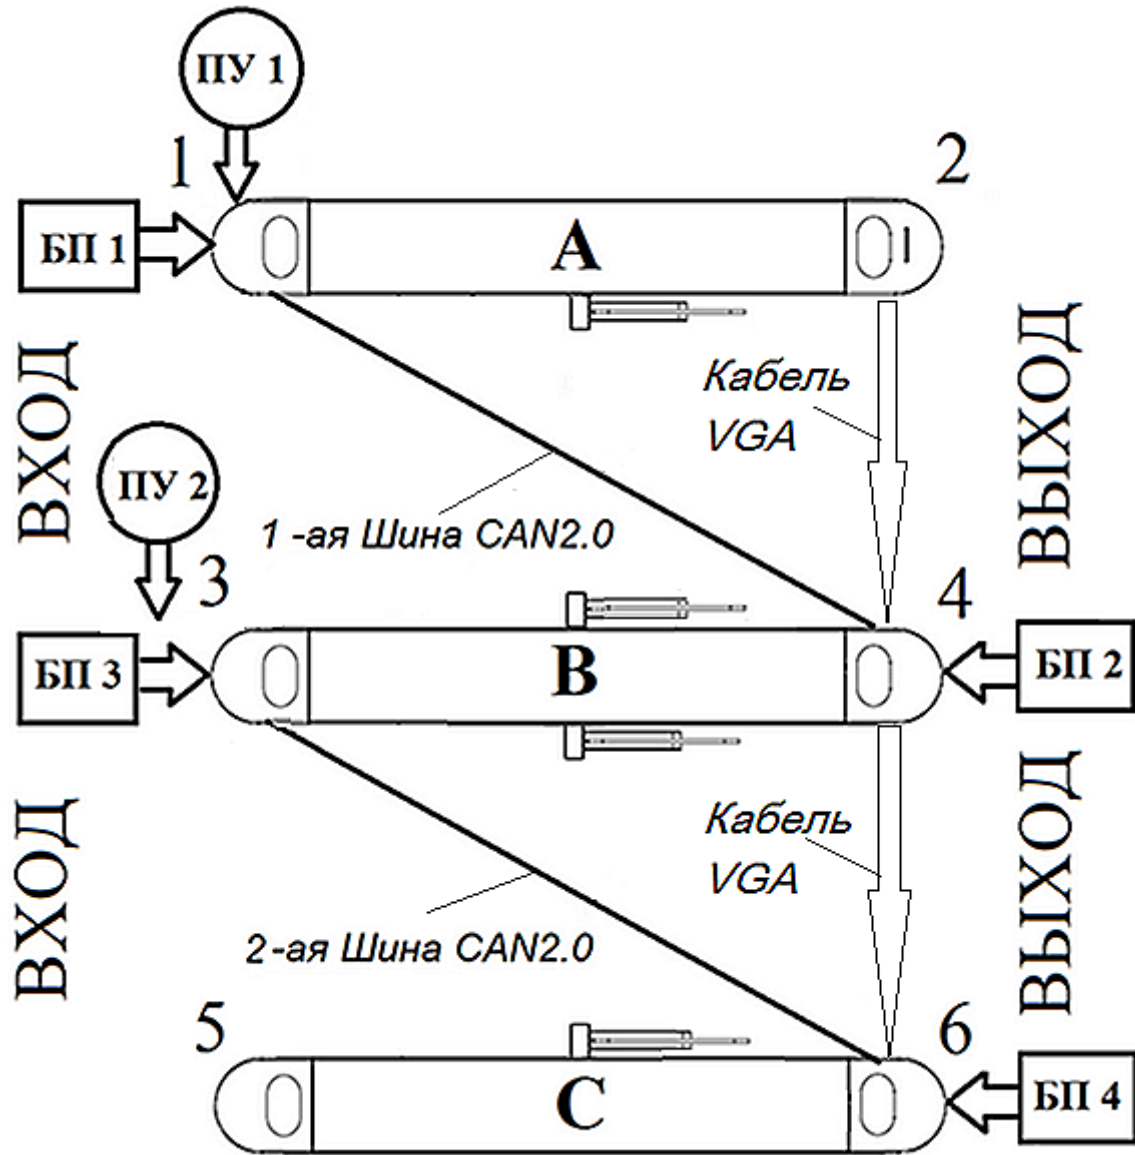 ПУ 1
1
2
БП 1
A
ВХОД
Кабель
VGA
ВЫХОД
ПУ 2
1 -ая Шина CAN2.0
3
4
БП 3
B
БП 2
ВХОД
Кабель
VGA
ВЫХОД
2-ая Шина CAN2.0
5
6
C
БП 4